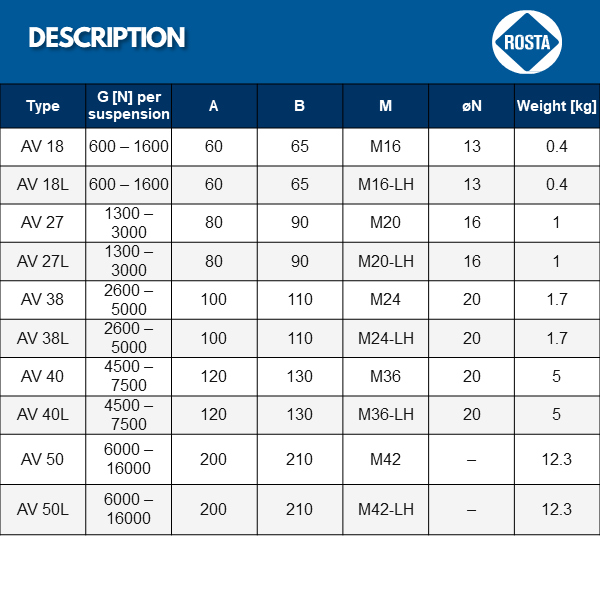 DESCRIPTION
ROSTA
Type G [N] per suspension A B M øN Weight [kg]
AV 18 600 – 1600 60 65 M16 13 0.4
AV 18L 600 – 1600 60 65 M16-LH 13 0.4
AV 27 1300 – 3000 80 90 M20 16 1
AV 27L 1300 – 3000 80 90 M20-LH 16 1
AV 38 2600 – 5000 100 110 M24 20 1.7
AV 38L 2600 – 5000 100 110 M24-LH 20 1.7
AV 40 4500 – 7500 120 130 M36 20 5
AV 40L 4500 – 7500 120 130 M36-LH 20 5
AV 50 6000 – 16000 200 210 M42 – 12.3
AV 50L 6000 – 16000 200 210 M42-LH – 12.3